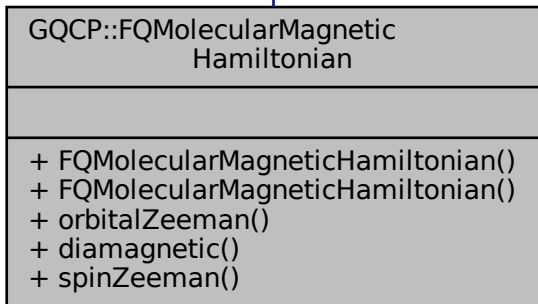 GQCP::FQMolecularMagnetic
Hamiltonian
+ FQMolecularMagneticHamiltonian()
+ FQMolecularMagneticHamiltonian()
+ orbitalZeeman()
+ diamagnetic()
+ spinZeeman()